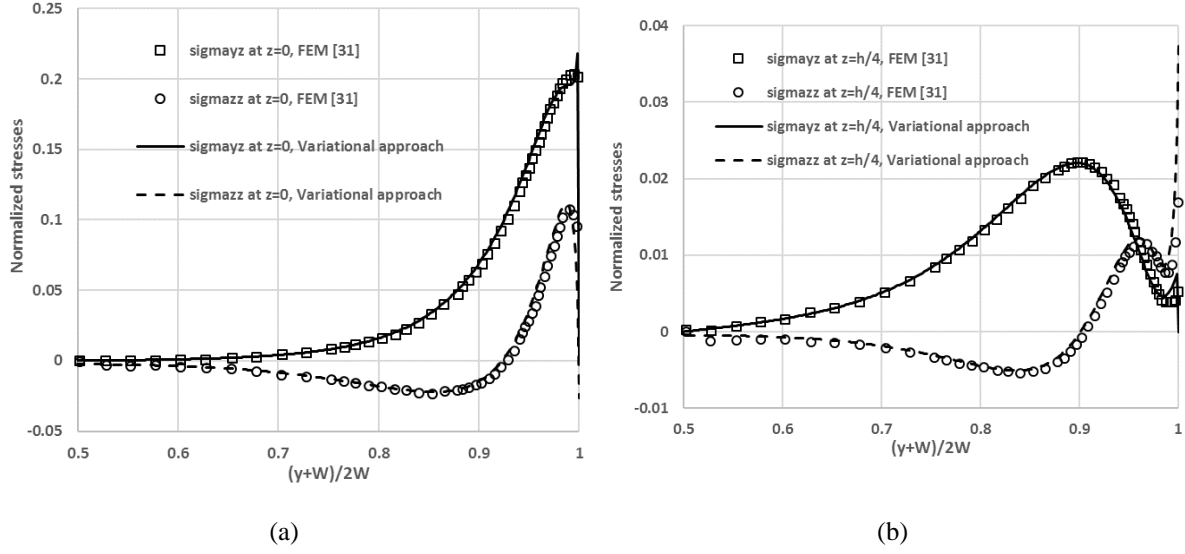 0.25
0.2
0.15
0.1
0.05
0
-0.05
Normalized stresses
sigmayz at z=0, FEM [31]
sigmazz at z=0, FEM [31]
sigmayz at z=0, Variational approach
sigmazz at z=0, Variational approach
0.5 0.6 0.7 0.8 0.9 1
(y+W)/2W
(a)
0.04
0.03
0.02
0.01
0
-0.01
Normalized stresses
sigmayz at z=h/4, FEM [31]
sigmazz at z=h/4, FEM [31]
sigmayz at z=h/4, Variational approach
sigmazz at z=h/4, Variational approach
0.5 0.6 0.7 0.8 0.9 1
(y+W)/2W
(b)